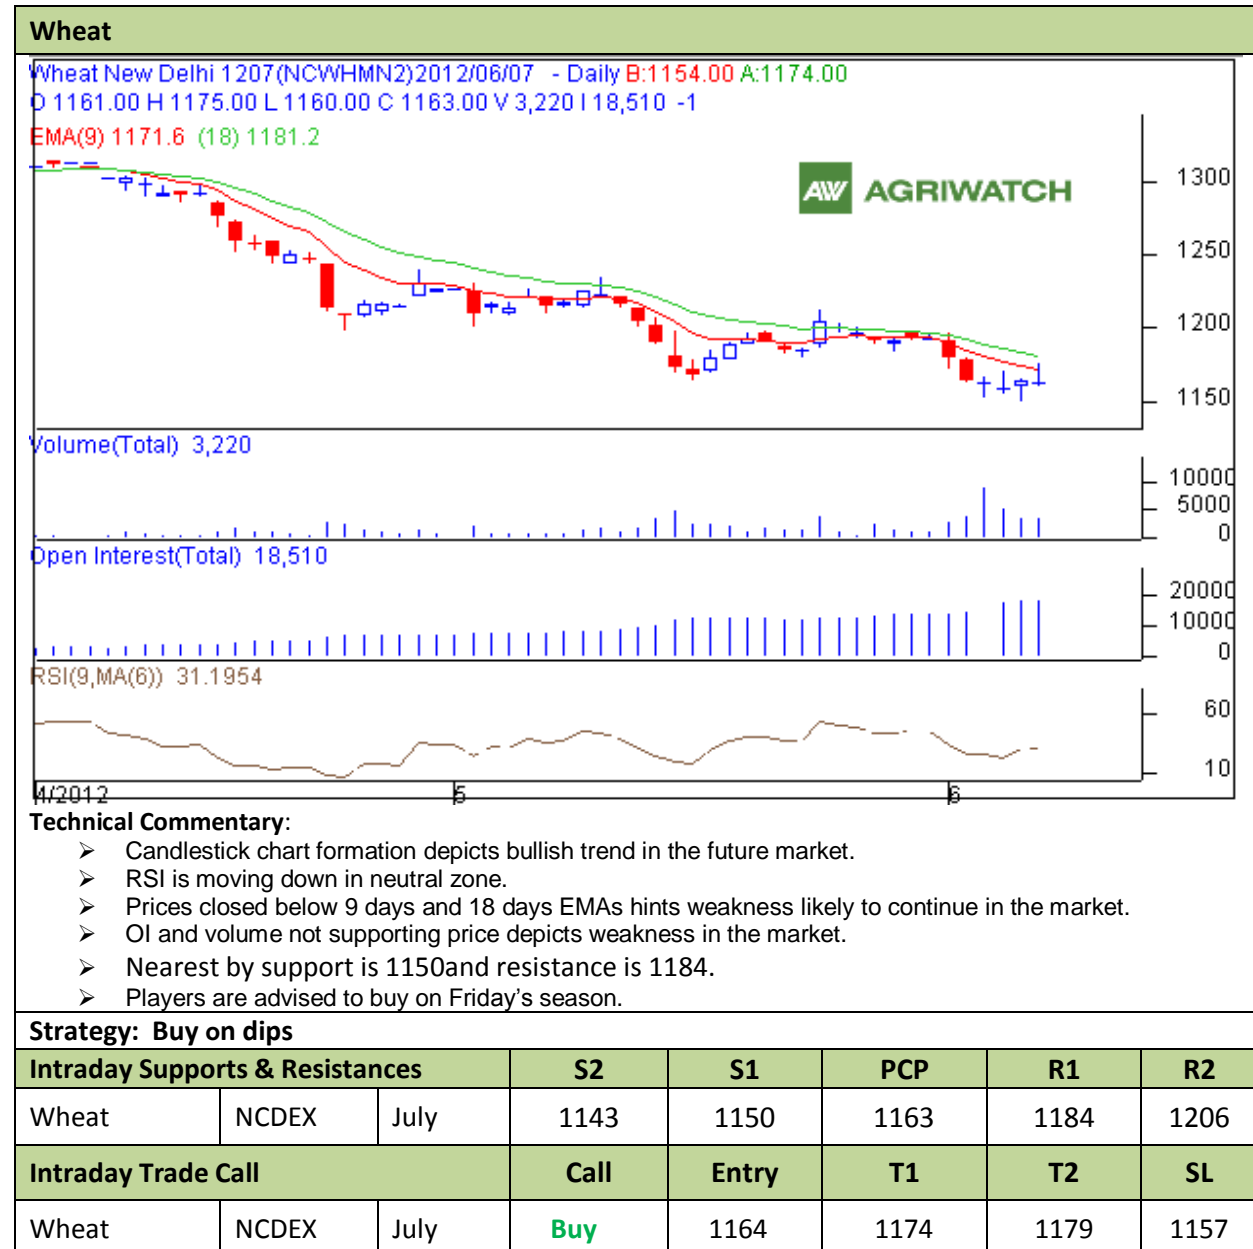 Wheat
Wheat New Delhi 1207(NCWHMN2)2012/06/07 - Daily B:1154.00 A:1174.00
O 1161.00 H 1175.00 L 1160.00 C 1163.00 V 3,220 I 18,510 -1
EMA(9) 1171.6 (18) 1181.2
AW AGRIWATCH
1300
1250
1200
1150
Volume(Total) 3,220
10000
5000
0
Open Interest(Total) 18,510
20000
10000
0
RSI(9,MA(6)) 31.1954
60
10
4/2012 5 6
Technical Commentary:
➢ Candlestick chart formation depicts bullish trend in the future market.
➢ RSI is moving down in neutral zone.
➢ Prices closed below 9 days and 18 days EMAs hints weakness likely to continue in the market.
➢ OI and volume not supporting price depicts weakness in the market.
➢ Nearest by support is 1150and resistance is 1184.
➢ Players are advised to buy on Friday's season.
Strategy: Buy on dips
Intraday Supports & Resistances S2 S1 PCP R1 R2
Wheat NCDEX July 1143 1150 1163 1184 1206
Intraday Trade Call Call Entry T1 T2 SL
Wheat NCDEX July Buy 1164 1174 1179 1157